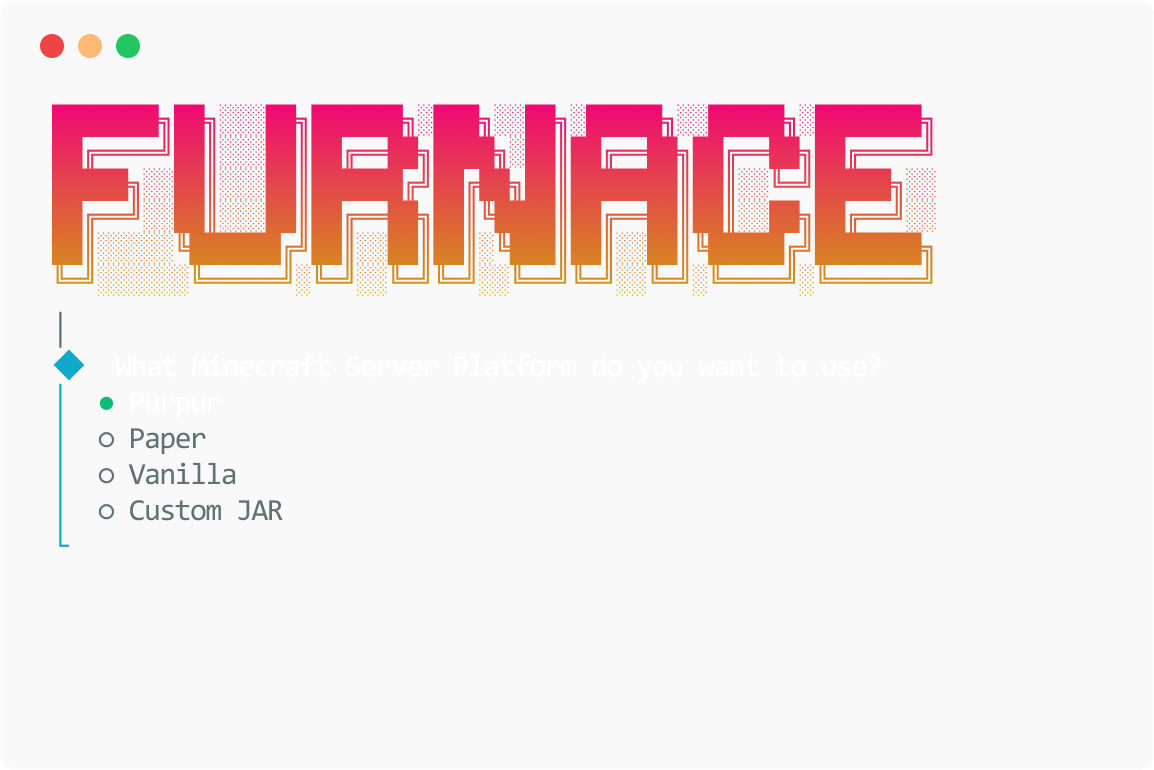 FURNACE
What Minecraft Server Platform do you want to use?
Purpur
Paper
Vanilla
Custom JAR